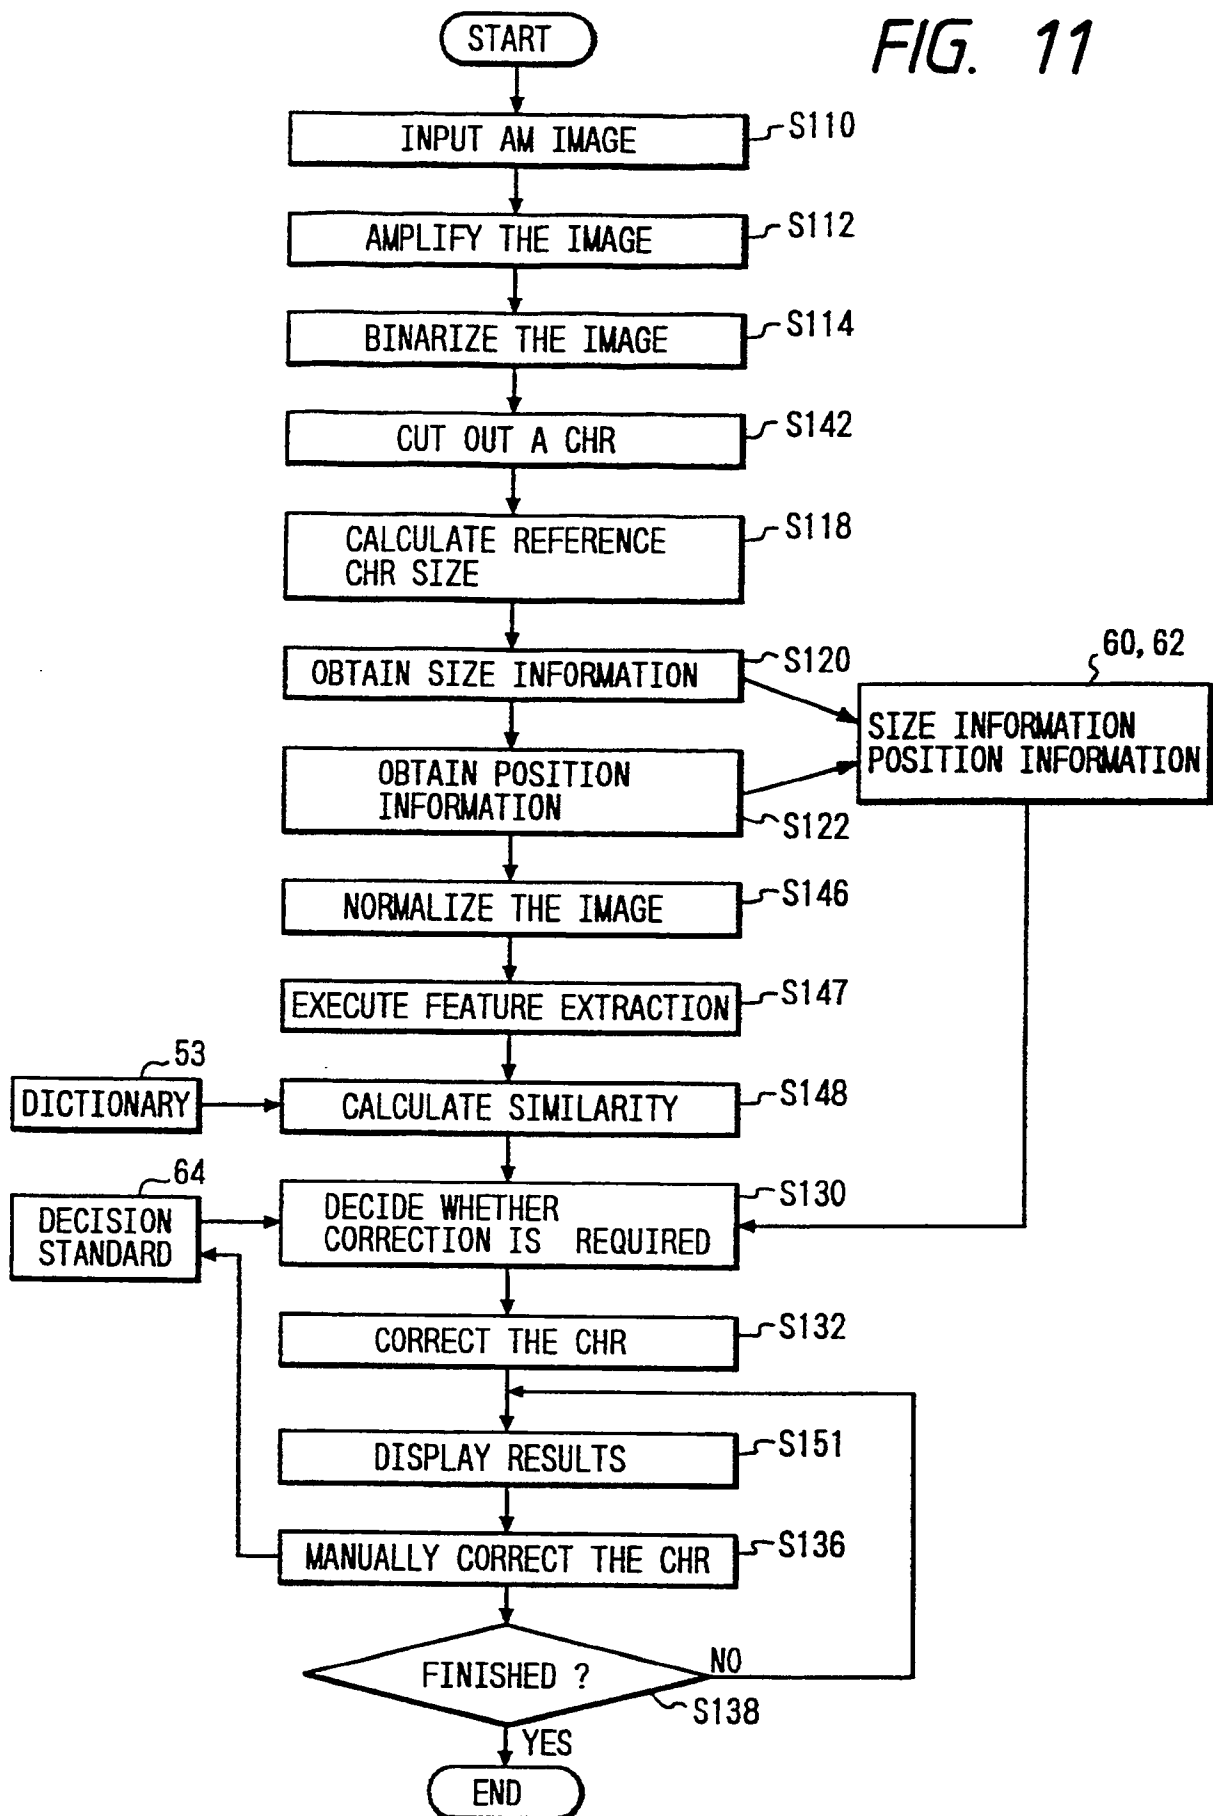 FIG. 11
START
INPUT AM IMAGE
S110
AMPLIFY THE IMAGE
S112
BINARIZE THE IMAGE
S114
CUT OUT A CHR
S142
CALCULATE REFERENCE
CHR SIZE
S118
OBTAIN SIZE INFORMATION
S120
60, 62
SIZE INFORMATION
POSITION INFORMATION
OBTAIN POSITION
INFORMATION
S122
NORMALIZE THE IMAGE
S146
EXECUTE FEATURE EXTRACTION
S147
53
DICTIONARY
CALCULATE SIMILARITY
S148
64
DECISION
STANDARD
DECIDE WHETHER
CORRECTION IS REQUIRED
S130
CORRECT THE CHR
S132
DISPLAY RESULTS
S151
MANUALLY CORRECT THE CHR
S136
FINISHED ?
NO
S138
YES
END